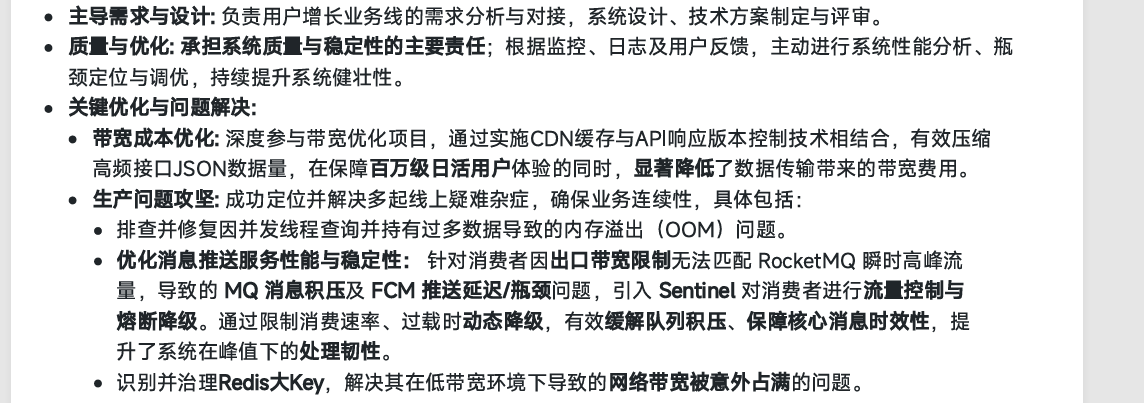 • 主导需求与设计: 负责用户增长业务线的需求分析与对接，系统设计、技术方案制定与评审。
• 质量与优化: 承担系统质量与稳定性的主要责任；根据监控、日志及用户反馈，主动进行系统性能分析、瓶
颈定位与调优，持续提升系统健壮性。
• 关键优化与问题解决:
• 带宽成本优化: 深度参与带宽优化项目，通过实施CDN缓存与API响应版本控制技术相结合，有效压缩
高频接口JSON数据量，在保障百万级日活用户体验的同时，显著降低了数据传输带来的带宽费用。
• 生产问题攻坚: 成功定位并解决多起线上疑难杂症，确保业务连续性，具体包括：
• 排查并修复因并发线程查询并持有过多数据导致的内存溢出（OOM）问题。
• 优化消息推送服务性能与稳定性： 针对消费者因出口带宽限制无法匹配 RocketMQ 瞬时高峰流
量，导致的 MQ 消息积压及 FCM 推送延迟/瓶颈问题，引入 Sentinel 对消费者进行流量控制与
熔断降级。通过限制消费速率、过载时动态降级，有效缓解队列积压、保障核心消息时效性，提
升了系统在峰值下的处理韧性。
• 识别并治理Redis大Key，解决其在低带宽环境下导致的网络带宽被意外占满的问题。